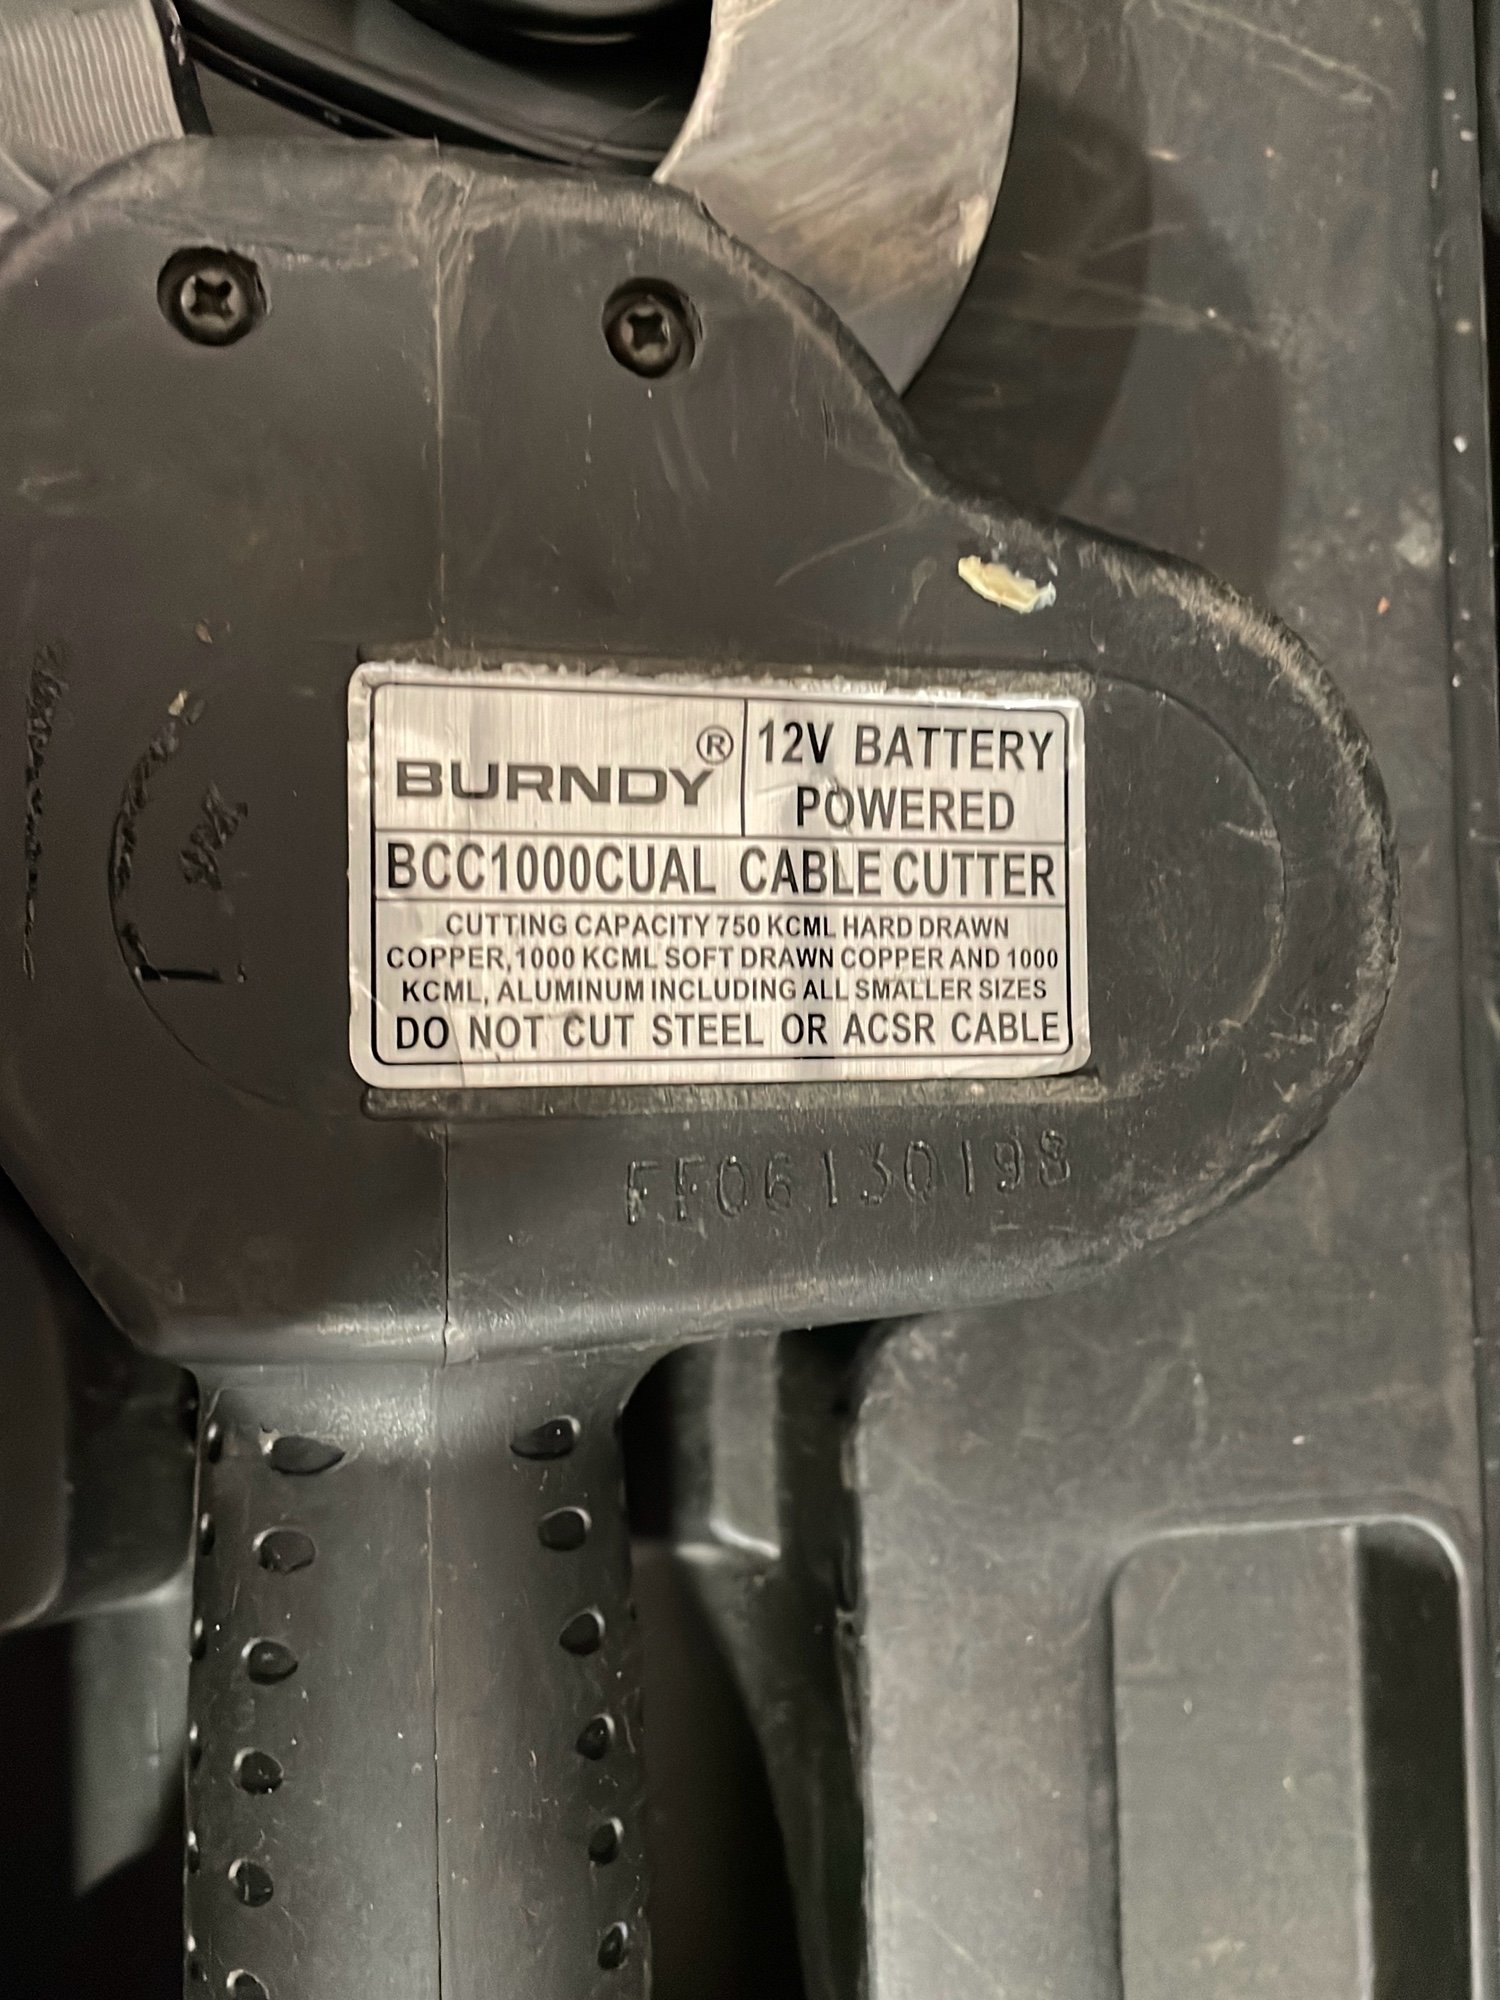 BURNDY®
12V BATTERY
POWERED
BCC1000CUAL CABLE CUTTER
CUTTING CAPACITY 750 KCML HARD DRAWN
COPPER, 1000 KCML SOFT DRAWN COPPER AND 1000
KCML, ALUMINUM INCLUDING ALL SMALLER SIZES
DO NOT CUT STEEL OR ACSR CABLE
FF06130198